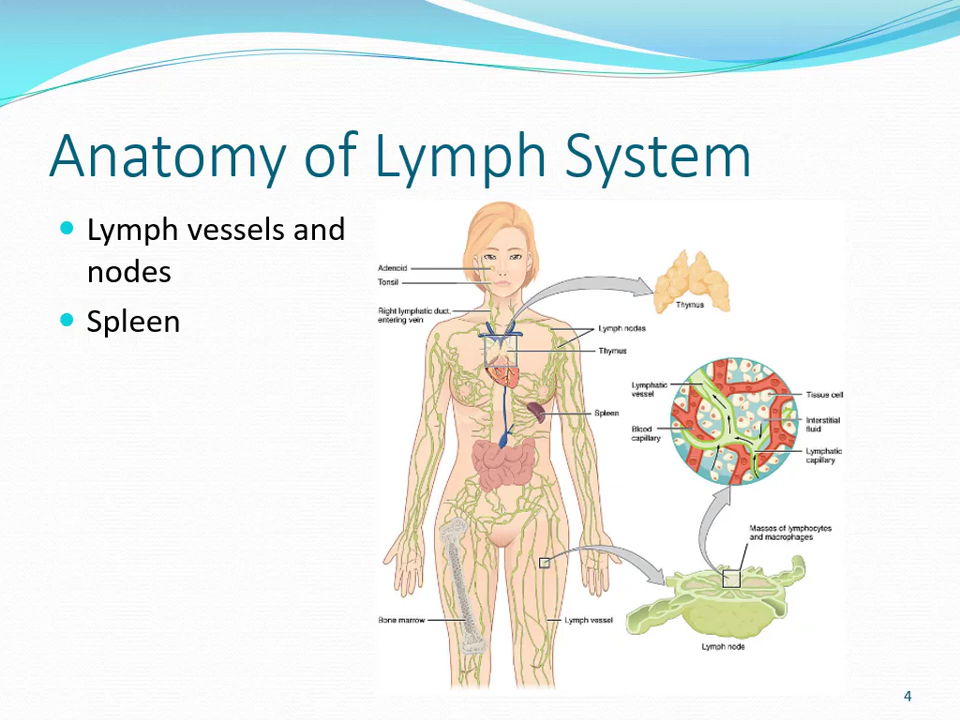 Anatomy of Lymph System
• Lymph vessels and
nodes
• Spleen
Adenoid
Tonsil
Right lymphatic duct,
entering vein
Thymus
Lymph nodes
Thymus
Spleen
Lymphatic
vessel
Blood
capillary
Tissue cell
Interstitial
fluid
Lymphatic
capillary
Masses of lymphocytes
and macrophages
Bone marrow
Lymph vessel
Lymph node
4